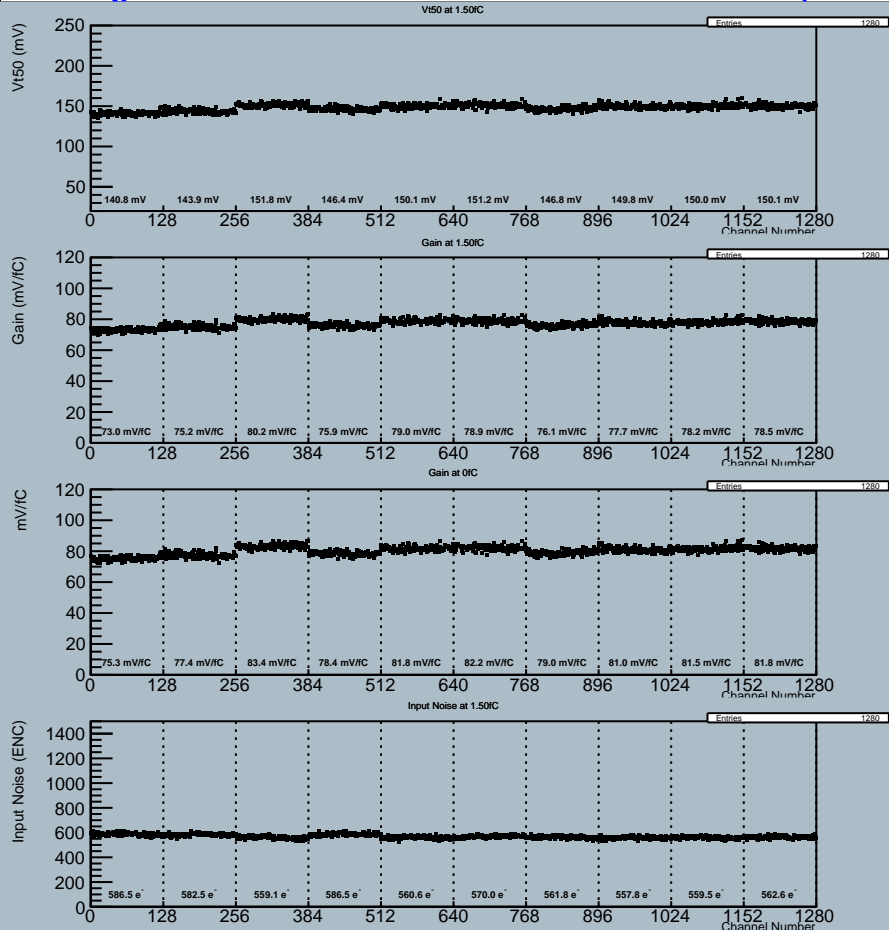 Vt50 at 1.50fC
Entries 1280
Vt50 (mV)
250
200
150
100
50
140.8 mV 143.9 mV 151.8 mV 146.4 mV 150.1 mV 151.2 mV 146.8 mV 149.8 mV 150.0 mV 150.1 mV
0 128 256 384 512 640 768 896 1024 1152 1280
Channel Number
Gain at 1.50fC
Entries 1280
Gain (mV/fC)
120
100
80
60
40
20
0
73.0 mV/fC 75.2 mV/fC 80.2 mV/fC 75.9 mV/fC 79.0 mV/fC 78.9 mV/fC 76.1 mV/fC 77.7 mV/fC 78.2 mV/fC 78.5 mV/fC
0 128 256 384 512 640 768 896 1024 1152 1280
Channel Number
Gain at 0fC
Entries 1280
mV/fC
120
100
80
60
40
20
0
75.3 mV/fC 77.4 mV/fC 83.4 mV/fC 78.4 mV/fC 81.8 mV/fC 82.2 mV/fC 79.0 mV/fC 81.0 mV/fC 81.5 mV/fC 81.8 mV/fC
0 128 256 384 512 640 768 896 1024 1152 1280
Channel Number
Input Noise at 1.50fC
Entries 1280
Input Noise (ENC)
1400
1200
1000
800
600
400
200
0
586.5 e⁻ 582.5 e⁻ 559.1 e⁻ 586.5 e⁻ 560.6 e⁻ 570.0 e⁻ 561.8 e⁻ 557.8 e⁻ 559.5 e⁻ 562.6 e⁻
0 128 256 384 512 640 768 896 1024 1152 1280
Channel Number